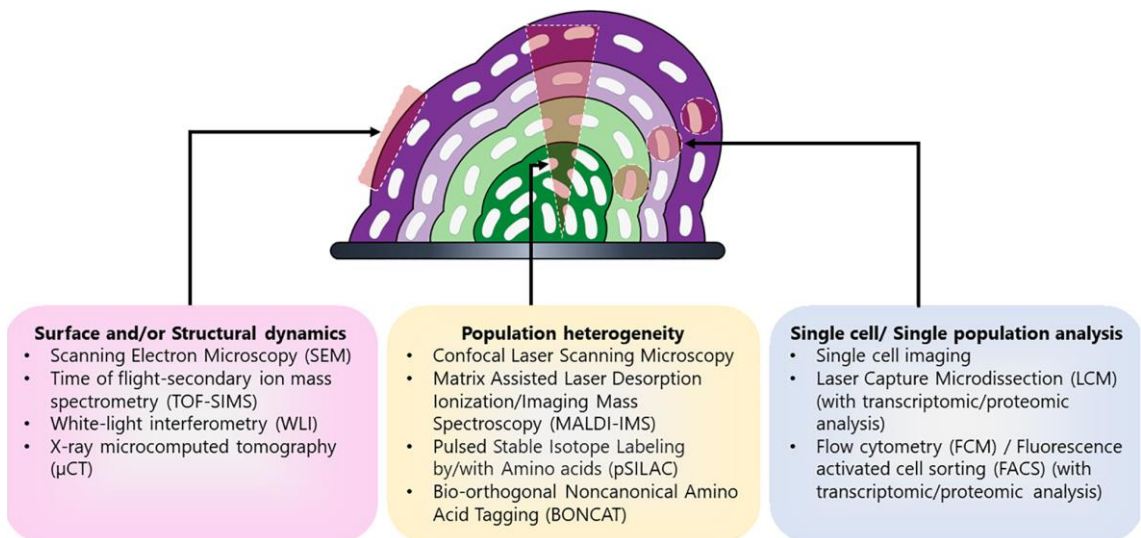 Surface and/or Structural dynamics
• Scanning Electron Microscopy (SEM)
• Time of flight-secondary ion mass
spectrometry (TOF-SIMS)
• White-light interferometry (WLI)
• X-ray microcomputed tomography
(μCT)
Population heterogeneity
• Confocal Laser Scanning Microscopy
• Matrix Assisted Laser Desorption
Ionization/Imaging Mass
Spectroscopy (MALDI-IMS)
• Pulsed Stable Isotope Labeling
by/with Amino acids (pSILAC)
• Bio-orthogonal Noncanonical Amino
Acid Tagging (BONCAT)
Single cell/ Single population analysis
• Single cell imaging
• Laser Capture Microdissection (LCM)
(with transcriptomic/proteomic
analysis)
• Flow cytometry (FCM) / Fluorescence
activated cell sorting (FACS) (with
transcriptomic/proteomic analysis)